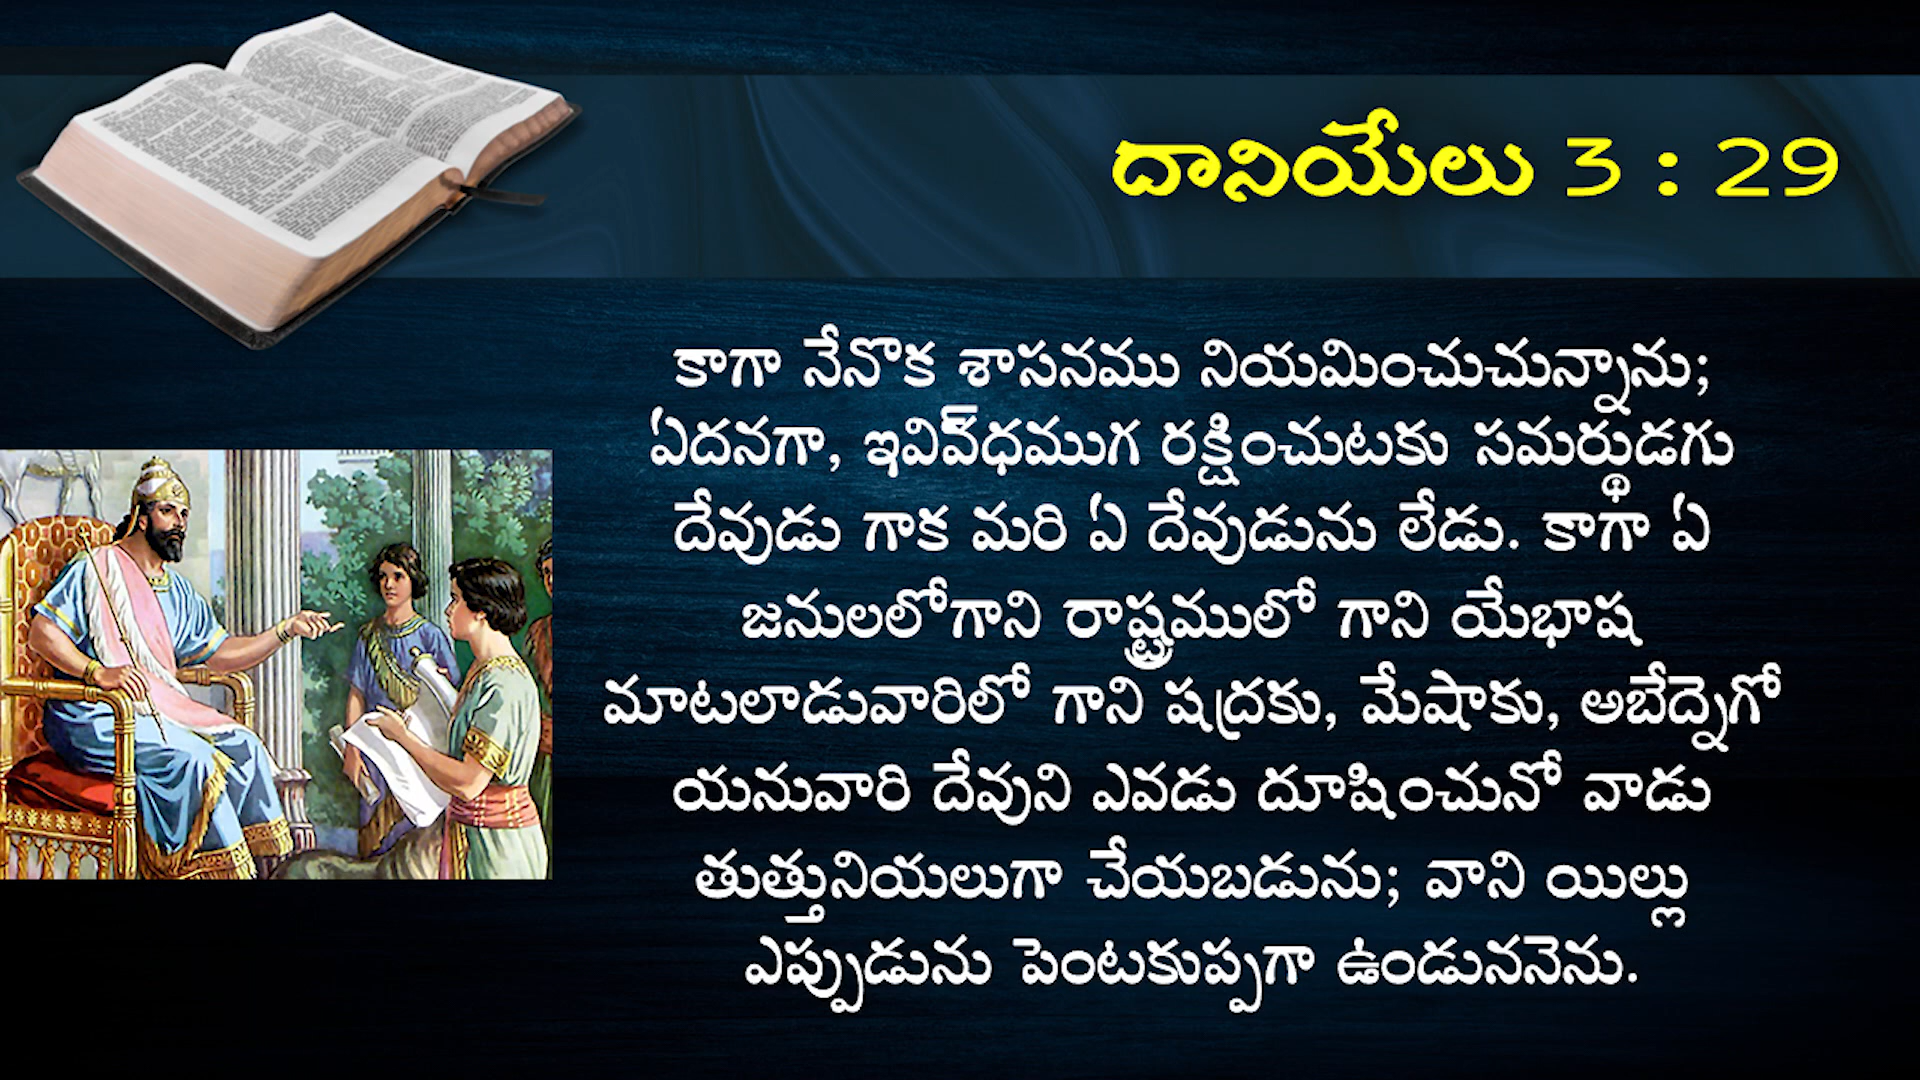 దానియేలు 3 : 29
కాగా నేనొక శాసనము నియమించుచున్నాను;
ఏదనగా, ఇవివ్‌ధముగ రక్షించుటకు సమర్థుడగు
దేవుడు గాక మరి ఏ దేవుడును లేడు. కాగా ఏ
జనులలోగాని రాష్ట్రములో గాని యేభాష
మాటలాడువారిలో గాని షద్రకు, మేషాకు, అబేద్నెగో
యనువారి దేవుని ఎవడు దూషించునో వాడు
తుత్తునియలుగా చేయబడును; వాని యిల్లు
ఎప్పుడును పెంటకుప్పగా ఉండుననెను.